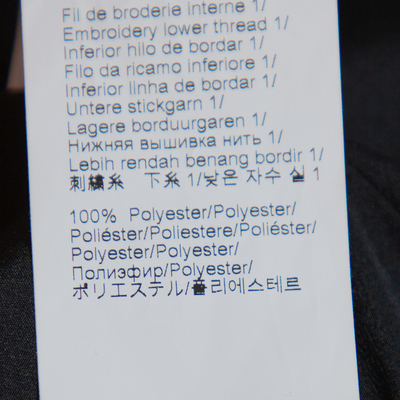 Fil de broderie interne 1/
Embroidery lower thread 1/
Inferior hilo de bordar 1/
Filo da ricamo inferiore 1/
Inferior linha de bordar 1/
Untere stickgarn 1/
Lagere borduurgaren 1/
Нижняя вышивка нить 1/
Lebih rendah benang bordir 1/
刺繍糸 下糸 1/낮은 자수 실 1
100% Polyester/Polyester/
Poliéster/Poliestere/Poliéster/
Polyester/Polyester/
Полиэфир/Polyester/
ポリエステル/폴리에스테르